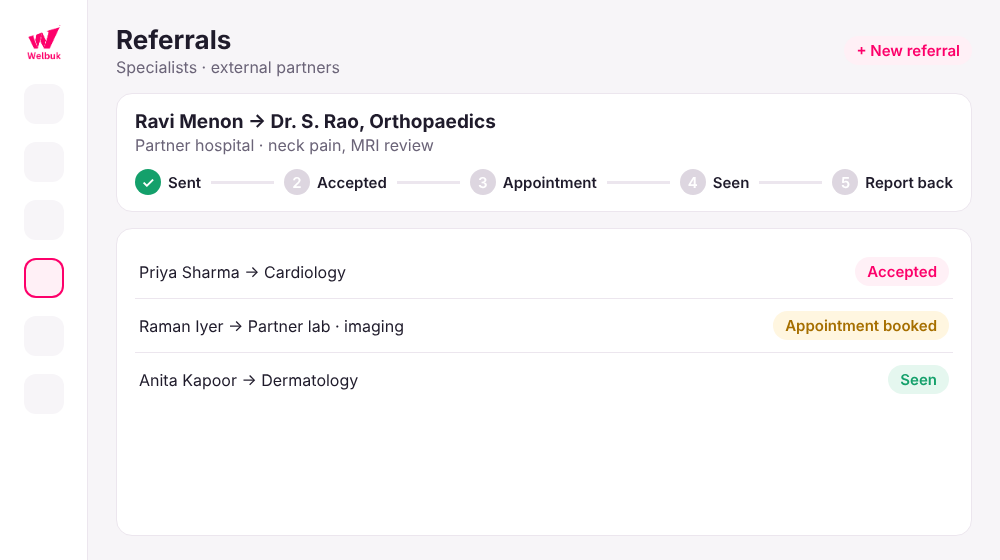 Welbuk
Referrals
Specialists · external partners
+ New referral
Ravi Menon → Dr. S. Rao, Orthopaedics
Partner hospital · neck pain, MRI review
Sent 2 Accepted 3 Appointment 4 Seen 5 Report back
Priya Sharma → Cardiology Accepted
Raman Iyer → Partner lab · imaging Appointment booked
Anita Kapoor → Dermatology Seen